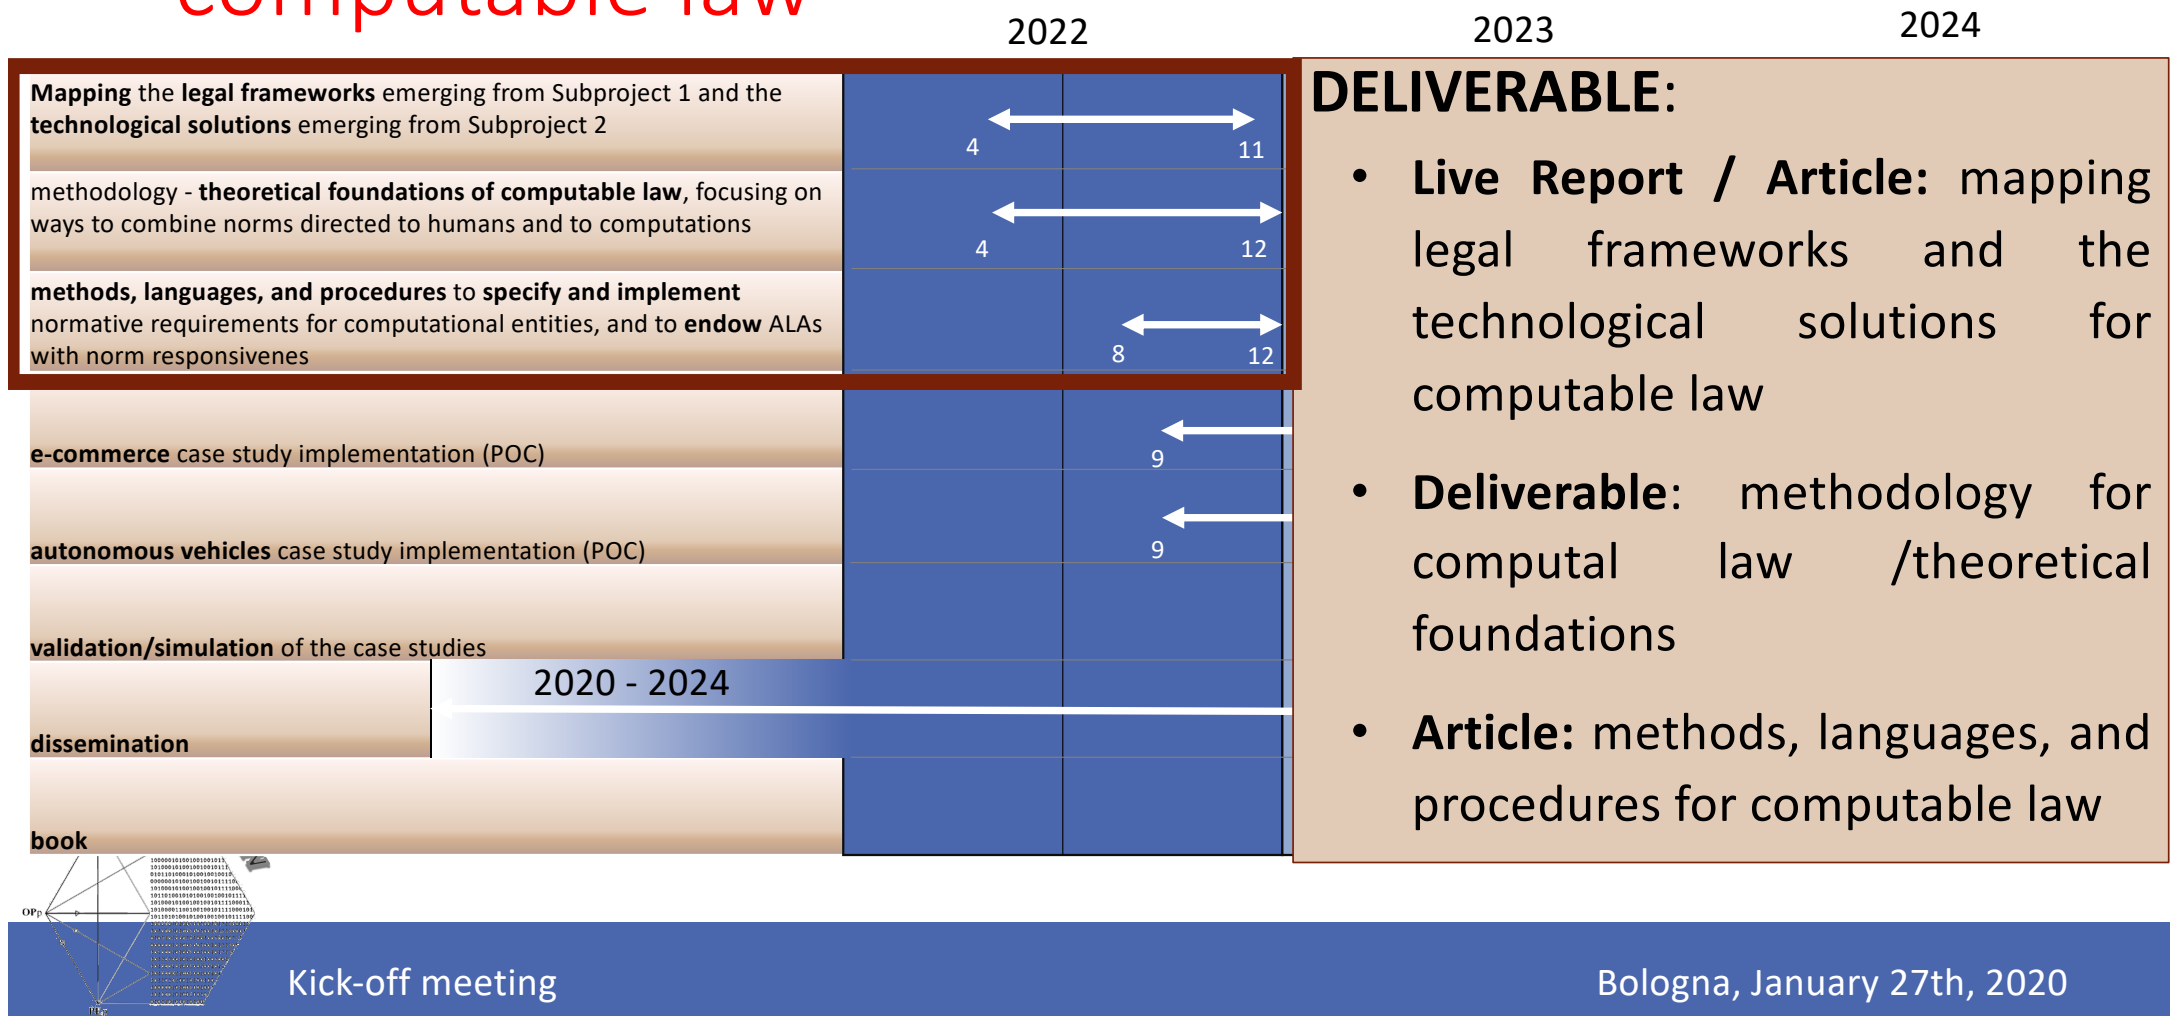 computable law
2022
2023
2024
Mapping the legal frameworks emerging from Subproject 1 and the
technological solutions emerging from Subproject 2
4
11
methodology - theoretical foundations of computable law, focusing on
ways to combine norms directed to humans and to computations
4
12
methods, languages, and procedures to specify and implement
normative requirements for computational entities, and to endow ALAs
with norm responsivenes
8
12
e-commerce case study implementation (POC)
9
autonomous vehicles case study implementation (POC)
9
validation/simulation of the case studies
2020 - 2024
dissemination
book
DELIVERABLE:
• Live Report / Article: mapping
legal frameworks and the
technological solutions for
computable law
• Deliverable: methodology for
computal law /theoretical
foundations
• Article: methods, languages, and
procedures for computable law
OPp
Kick-off meeting
Bologna, January 27th, 2020